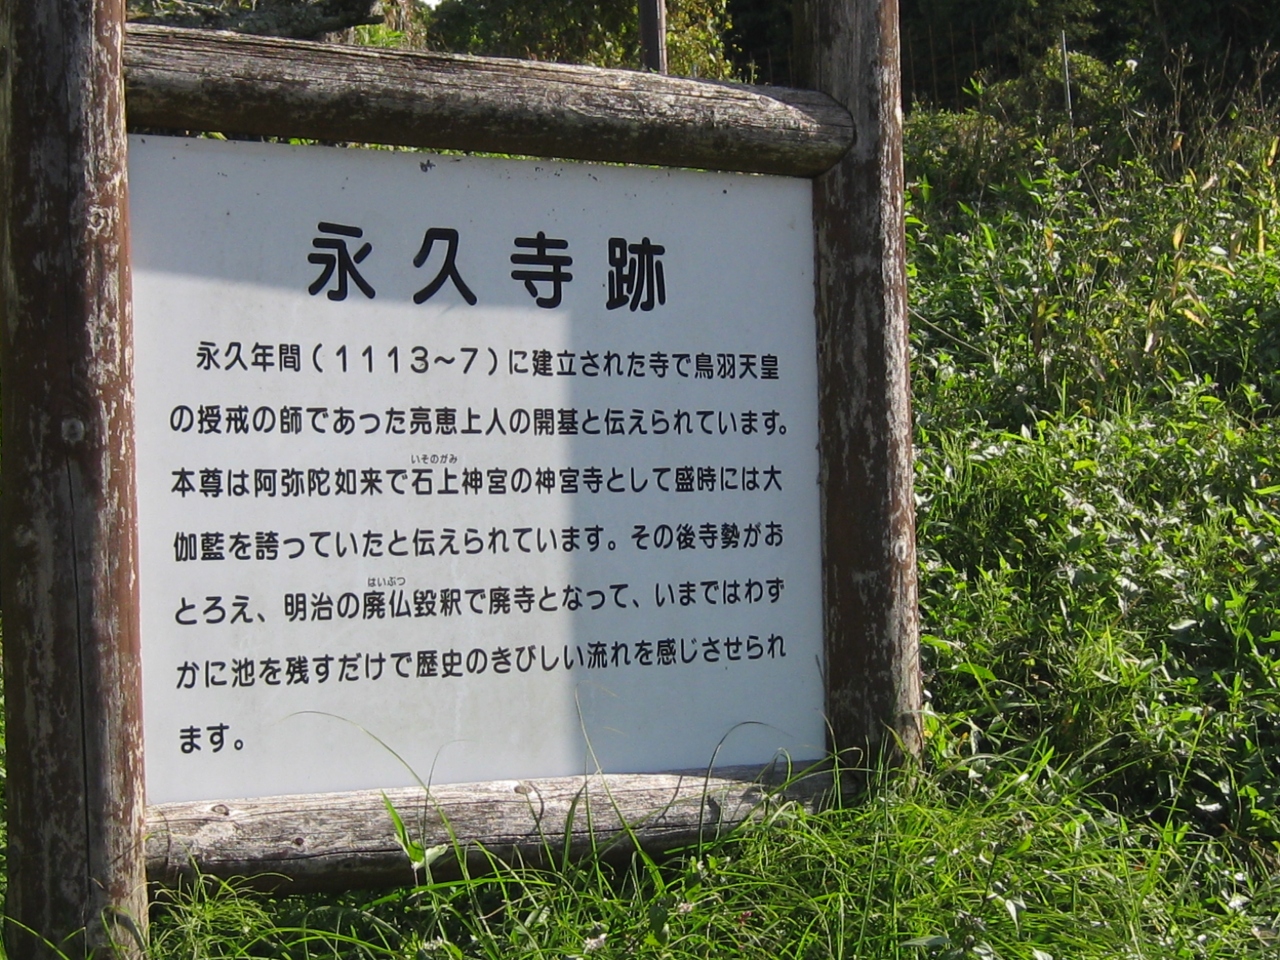 永久寺跡
永久年間（１１１３～７）に建立された寺で鳥羽天皇
の授戒の師であった亮恵上人の開基と伝えられています。
いそのがみ
本尊は阿弥陀如来で石上神宮の神宮寺として盛時には大
伽藍を誇っていたと伝えられています。その後寺勢がお
はいぶつ
とろえ、明治の廃仏毀釈で廃寺となって、いまではわず
かに池を残すだけで歴史のきびしい流れを感じさせられ
ます。